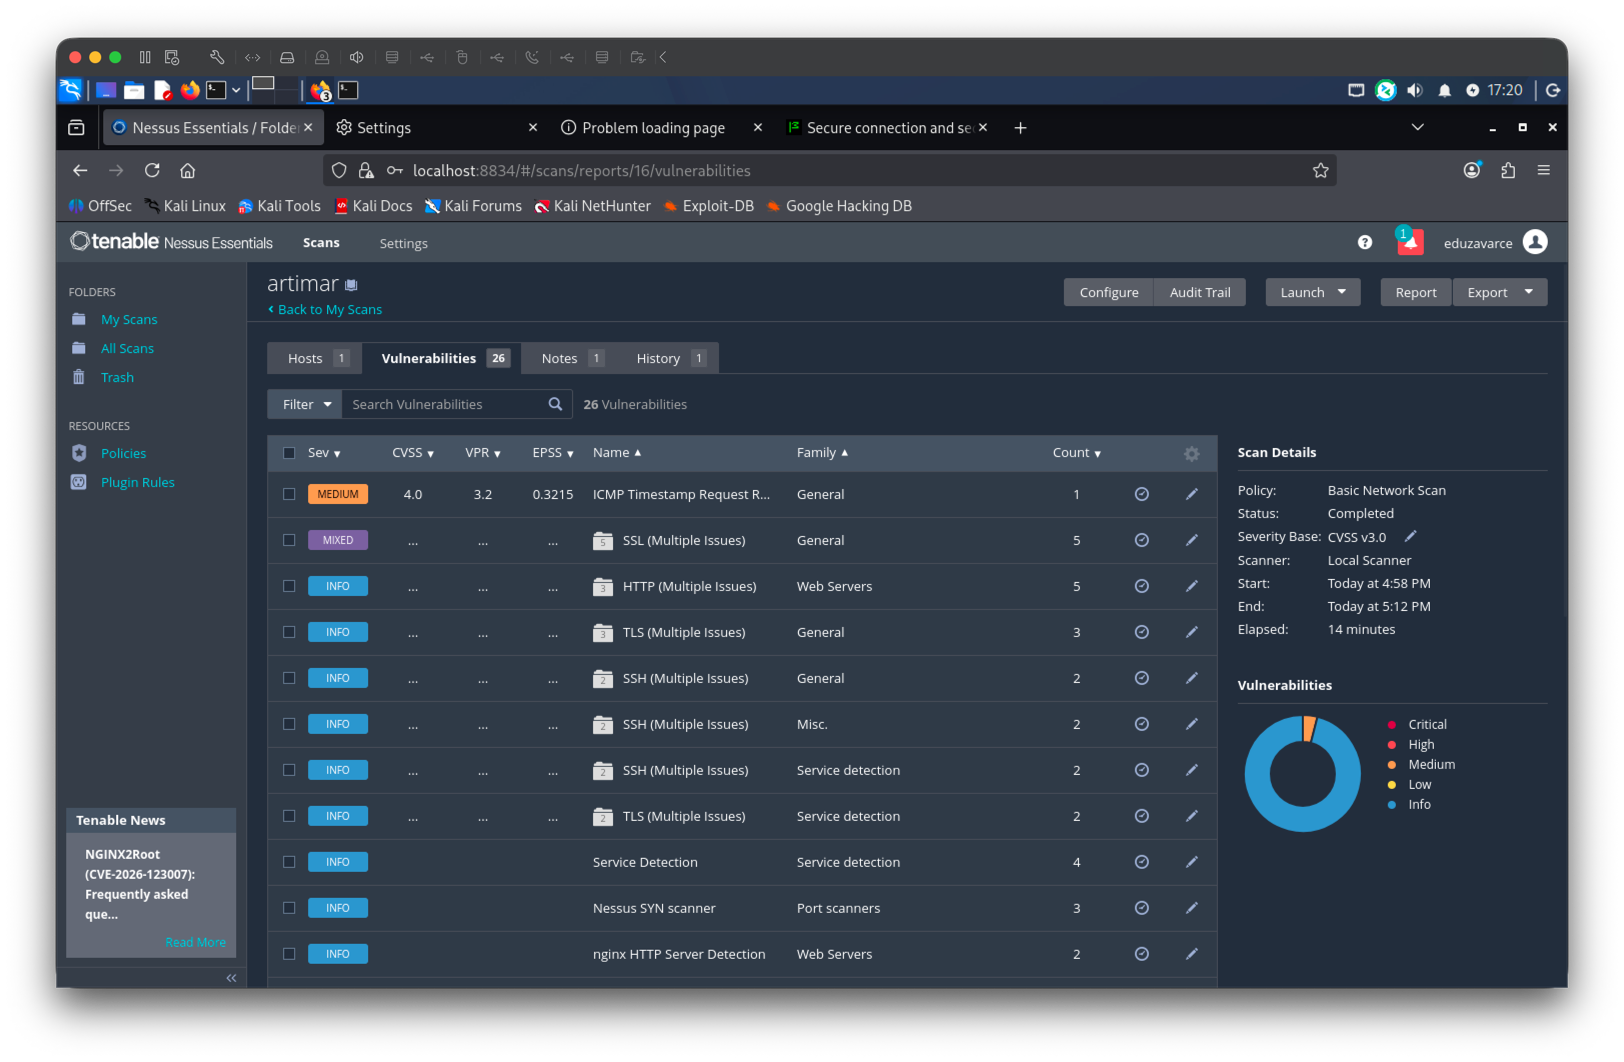 17:20
Nessus Essentials / Folde
Settings
Problem loading page
Secure connection and se
localhost:8834/#/scans/reports/16/vulnerabilities
OffSec Kali Linux Kali Tools Kali Docs Kali Forums Kali NetHunter Exploit-DB Google Hacking DB
tenable Nessus Essentials Scans Settings 1 eduzavarce
FOLDERS
My Scans
All Scans
Trash
RESOURCES
Policies
Plugin Rules
Tenable News
NGINX2Root
(CVE-2026-123007):
Frequently asked
que...
Read More
artimar
Back to My Scans
Configure Audit Trail Launch Report Export
Hosts 1 Vulnerabilities 26 Notes 1 History 1
Filter Search Vulnerabilities 26 Vulnerabilities
Sev CVSS VPR EPSS Name Family Count
MEDIUM 4.0 3.2 0.3215 ICMP Timestamp Request R... General 1
MIXED ... ... ... 5 SSL (Multiple Issues) General 5
INFO ... ... ... 3 HTTP (Multiple Issues) Web Servers 5
INFO ... ... ... 3 TLS (Multiple Issues) General 3
INFO ... ... ... 2 SSH (Multiple Issues) General 2
INFO ... ... ... 2 SSH (Multiple Issues) Misc. 2
INFO ... ... ... 2 SSH (Multiple Issues) Service detection 2
INFO ... ... ... 2 TLS (Multiple Issues) Service detection 2
INFO Service Detection Service detection 4
INFO Nessus SYN scanner Port scanners 3
INFO nginx HTTP Server Detection Web Servers 2
Scan Details
Policy: Basic Network Scan
Status: Completed
Severity Base: CVSS v3.0
Scanner: Local Scanner
Start: Today at 4:58 PM
End: Today at 5:12 PM
Elapsed: 14 minutes
Vulnerabilities
Critical
High
Medium
Low
Info